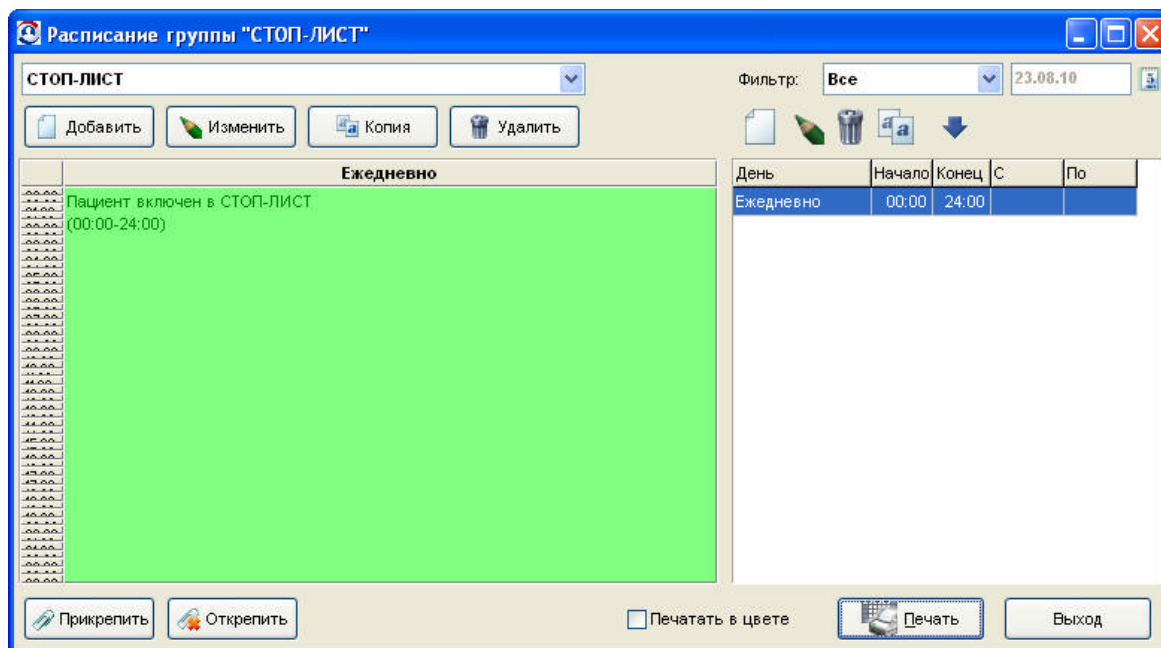 Расписание группы "СТОП-ЛИСТ"
СТОП-ЛИСТ
Фильтр: Все 23.08.10
Добавить Изменить Копия Удалить
Ежедневно
День Начало Конец С По
Пациент включен в СТОП-ЛИСТ
(00:00-24:00)
Ежедневно 00:00 24:00
Прикрепить Открепить Печатать в цвете Печать Выход